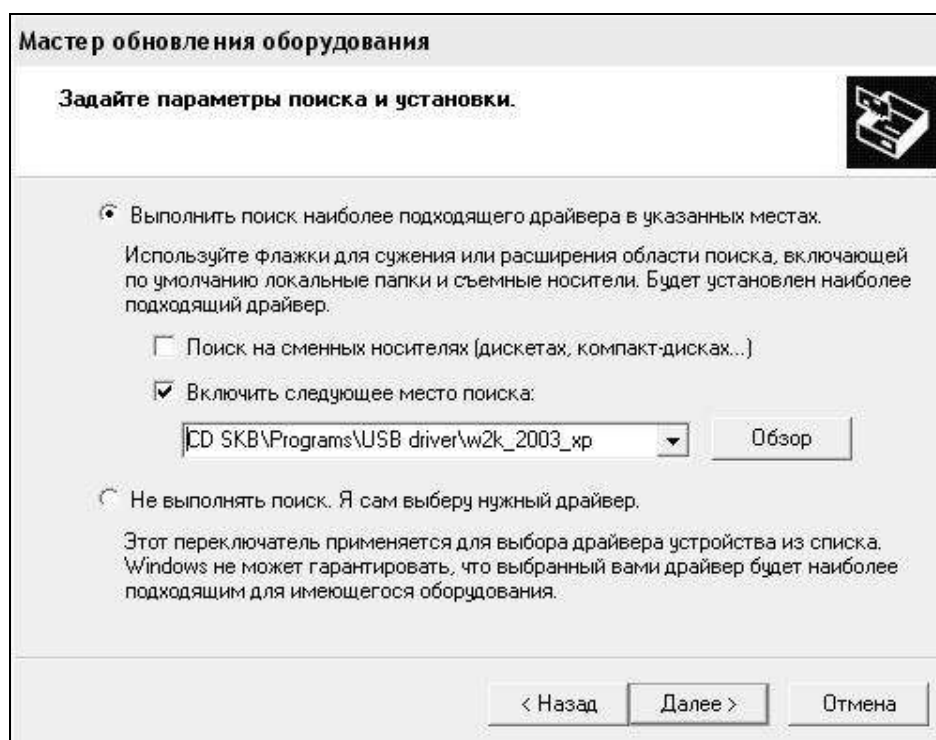 Мастер обновления оборудования
Задайте параметры поиска и установки.
Выполнить поиск наиболее подходящего драйвера в указанных местах.
Используйте флажки для сужения или расширения области поиска, включающей
по умолчанию локальные папки и съемные носители. Будет установлен наиболее
подходящий драйвер.
Поиск на сменных носителях (дискетах, компакт-дисках...)
Включить следующее место поиска:
CD SKB\Programs\USB driver\w2k_2003_xp
Обзор
Не выполнять поиск. Я сам выберу нужный драйвер.
Этот переключатель применяется для выбора драйвера устройства из списка.
Windows не может гарантировать, что выбранный вами драйвер будет наиболее
подходящим для имеющегося оборудования.
< Назад Далее > Отмена